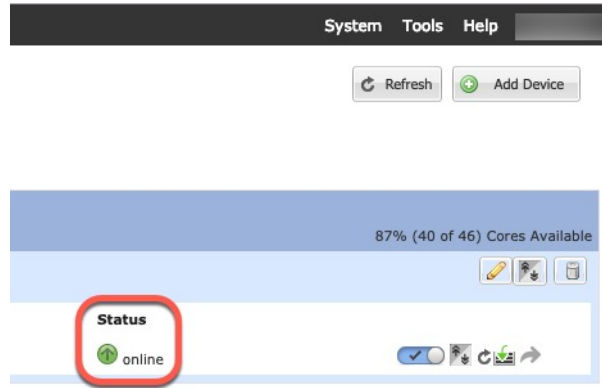 System Tools Help
Refresh Add Device
87% (40 of 46) Cores Available
Status
online